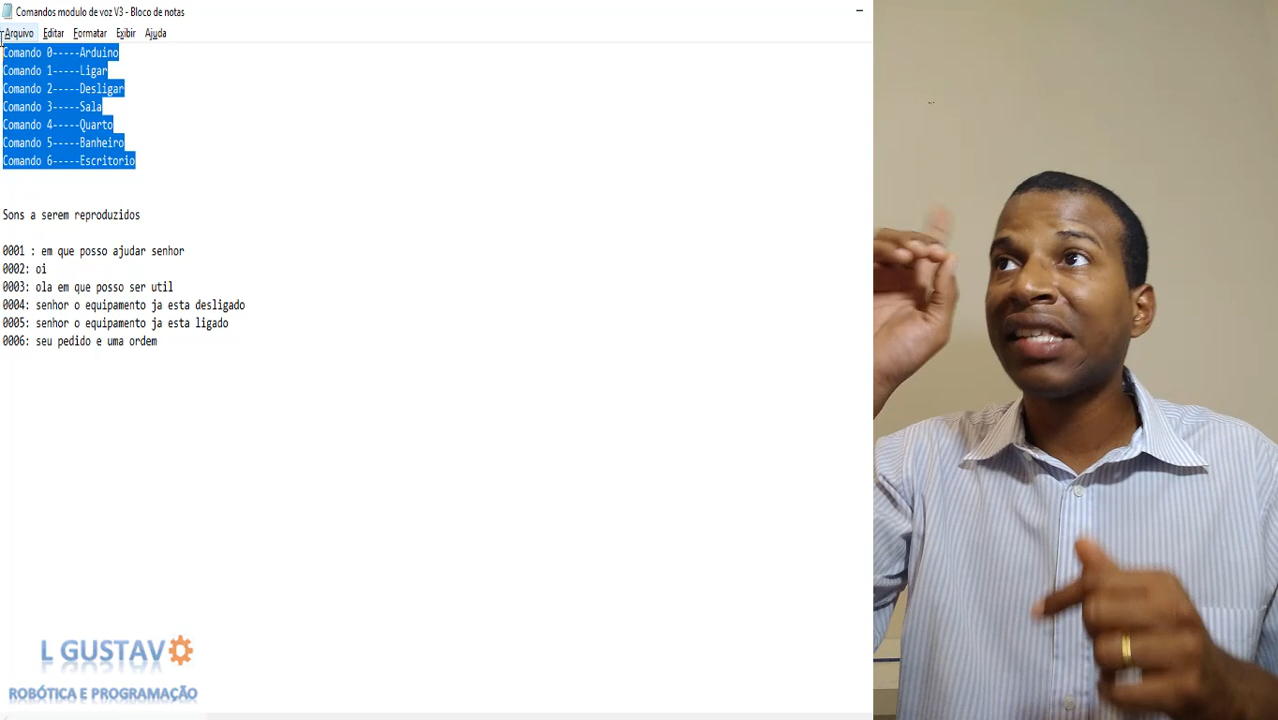 Comandos modulo de voz V3 - Bloco de notas
Arquivo Editar Formatar Exibir Ajuda
Comando 0-----Arduino
Comando 1-----Ligar
Comando 2-----Desligar
Comando 3-----Sala
Comando 4-----Quarto
Comando 5-----Banheiro
Comando 6-----Escritorio
Sons a serem reproduzidos
0001 : em que posso ajudar senhor
0002: oi
0003: ola em que posso ser util
0004: senhor o equipamento ja esta desligado
0005: senhor o equipamento ja esta ligado
0006: seu pedido e uma ordem
L GUSTAVO
ROBÓTICA E PROGRAMAÇÃO